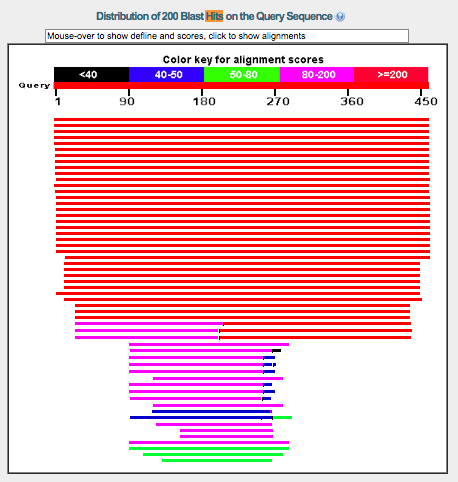 Distribution of 200 Blast Hits on the Query Sequence ?
Mouse-over to show defline and scores, click to show alignments
Color key for alignment scores
<40 40-50 50-80 80-200 >=200
Query
1 90 180 270 360 450